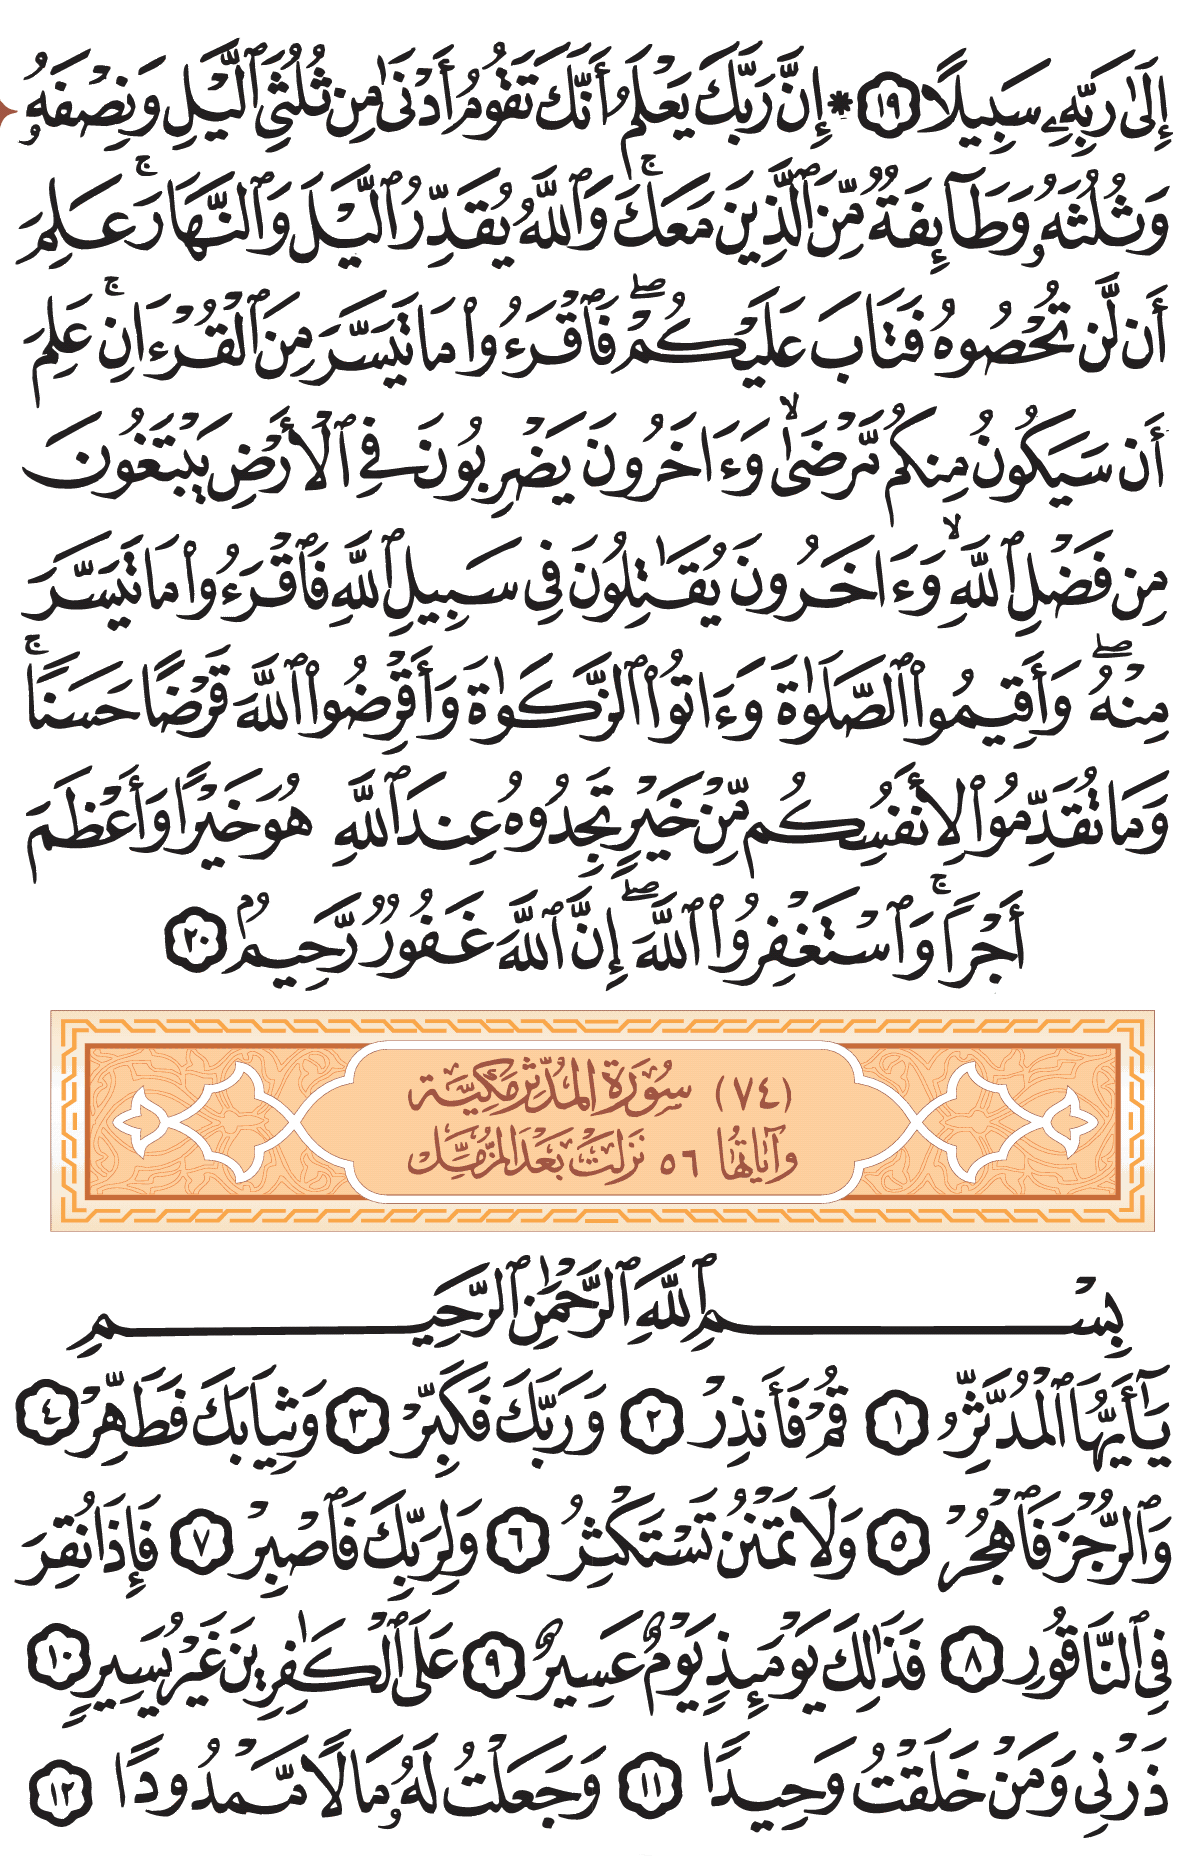 إِلَىٰ رَبِّهِۦ سَبِيلًا ١٩ * إِنَّ رَبَّكَ يَعْلَمُ أَنَّكَ تَقُومُ أَدْنَىٰ مِن ثُلُثَيِ ٱلَّيْلِ وَنِصْفَهُۥ
وَثُلُثَهُۥ وَطَآئِفَةٌ مِّنَ ٱلَّذِينَ مَعَكَۚ وَٱللَّهُ يُقَدِّرُ ٱلَّيْلَ وَٱلنَّهَارَۚ عَلِمَ
أَن لَّن تُحْصُوهُ فَتَابَ عَلَيْكُمْۖ فَٱقْرَءُوا۟ مَا تَيَسَّرَ مِنَ ٱلْقُرْءَانِۚ عَلِمَ
أَن سَيَكُونُ مِنكُم مَّرْضَىٰۙ وَءَاخَرُونَ يَضْرِبُونَ فِى ٱلْأَرْضِ يَبْتَغُونَ
مِن فَضْلِ ٱللَّهِۙ وَءَاخَرُونَ يُقَـٰتِلُونَ فِى سَبِيلِ ٱللَّهِ فَٱقْرَءُوا۟ مَا تَيَسَّرَ
مِنْهُۖ وَأَقِيمُوا۟ ٱلصَّلَوٰةَ وَءَاتُوا۟ ٱلزَّكَوٰةَ وَأَقْرِضُوا۟ ٱللَّهَ قَرْضًا حَسَنًاۚ
وَمَا تُقَدِّمُوا۟ لِأَنفُسِكُم مِّنْ خَيْرٍ تَجِدُوهُ عِندَ ٱللَّهِ هُوَ خَيْرًا وَأَعْظَمَ
أَجْرًاۚ وَٱسْتَغْفِرُوا۟ ٱللَّهَۖ إِنَّ ٱللَّهَ غَفُورٌ رَّحِيمٌۢ ٢٠
(٧٤) سُورَةُ المُدَّثِّر مَكِّيَّة
وَآيَاتُهَا ٥٦ نَزَلَتْ بَعْدَ المُزَّمِّل
بِسْمِ ٱللَّهِ ٱلرَّحْمَـٰنِ ٱلرَّحِيمِ
يَـٰٓأَيُّهَا ٱلْمُدَّثِّرُ ١ قُمْ فَأَنذِرْ ٢ وَرَبَّكَ فَكَبِّرْ ٣ وَثِيَابَكَ فَطَهِّرْ ٤
وَٱلرُّجْزَ فَٱهْجُرْ ٥ وَلَا تَمْنُن تَسْتَكْثِرُ ٦ وَلِرَبِّكَ فَٱصْبِرْ ٧ فَإِذَا نُقِرَ
فِى ٱلنَّاقُورِ ٨ فَذَٰلِكَ يَوْمَئِذٍ يَوْمٌ عَسِيرٌ ٩ عَلَى ٱلْكَـٰفِرِينَ غَيْرُ يَسِيرٍ ١٠
ذَرْنِى وَمَنْ خَلَقْتُ وَحِيدًا ١١ وَجَعَلْتُ لَهُۥ مَالًا مَّمْدُودًا ١٢